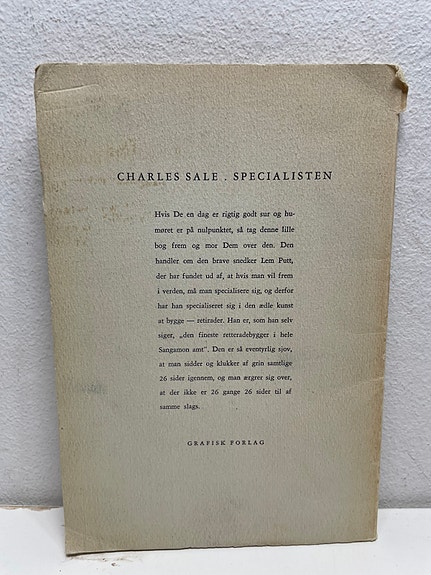 CHARLES SALE . SPECIALISTEN
Hvis De en dag er rigtig godt sur og hu-
møret er på nulpunktet, så tag denne lille
bog frem og mor Dem over den. Den
handler om den brave snedker Lem Putt,
der har fundet ud af, at hvis man vil frem
i verden, må man specialisere sig, og derfor
har han specialiseret sig i den ædle kunst
at bygge — retirader. Han er, som han selv
siger, „den fineste retteradebygger i hele
Sangamon amt". Den er så eventyrlig sjov,
at man sidder og klukker af grin samtlige
26 sider igennem, og man ærgrer sig over,
at der ikke er 26 gange 26 sider til af
samme slags.
GRAFISK FORLAG